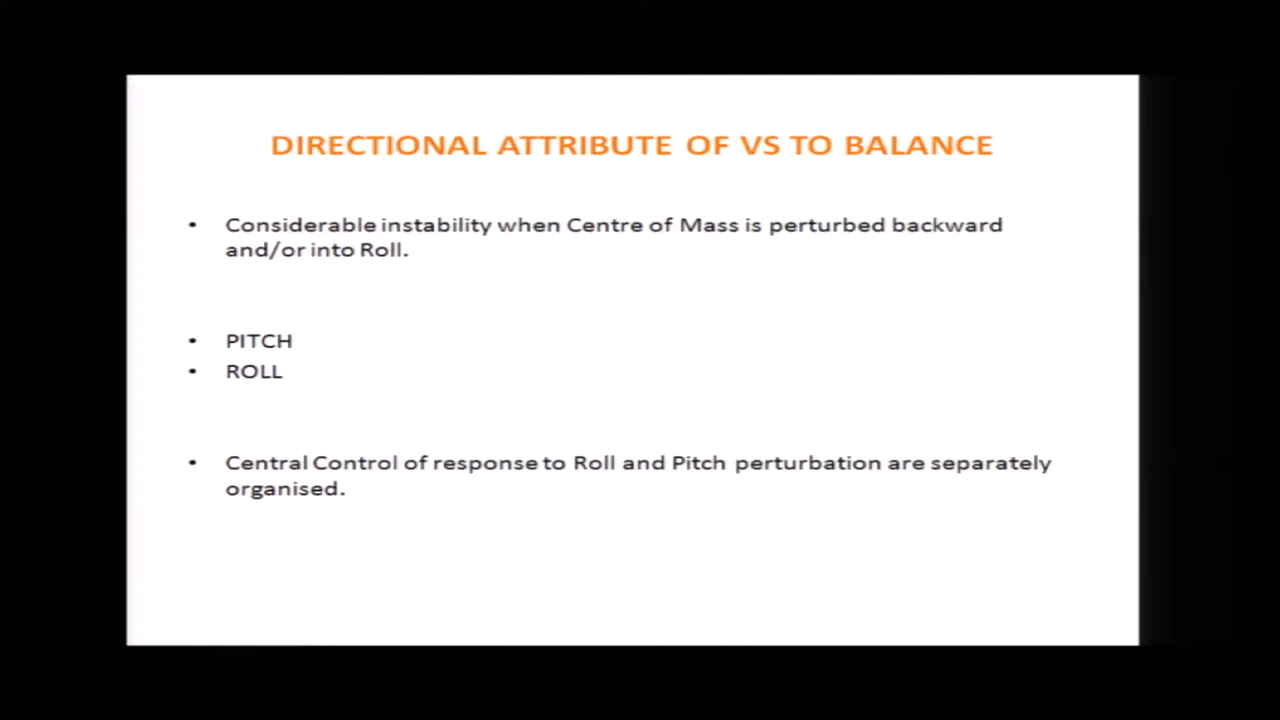 DIRECTIONAL ATTRIBUTE OF VS TO BALANCE
• Considerable instability when Centre of Mass is perturbed backward
and/or into Roll.
• PITCH
• ROLL
• Central Control of response to Roll and Pitch perturbation are separately
organised.